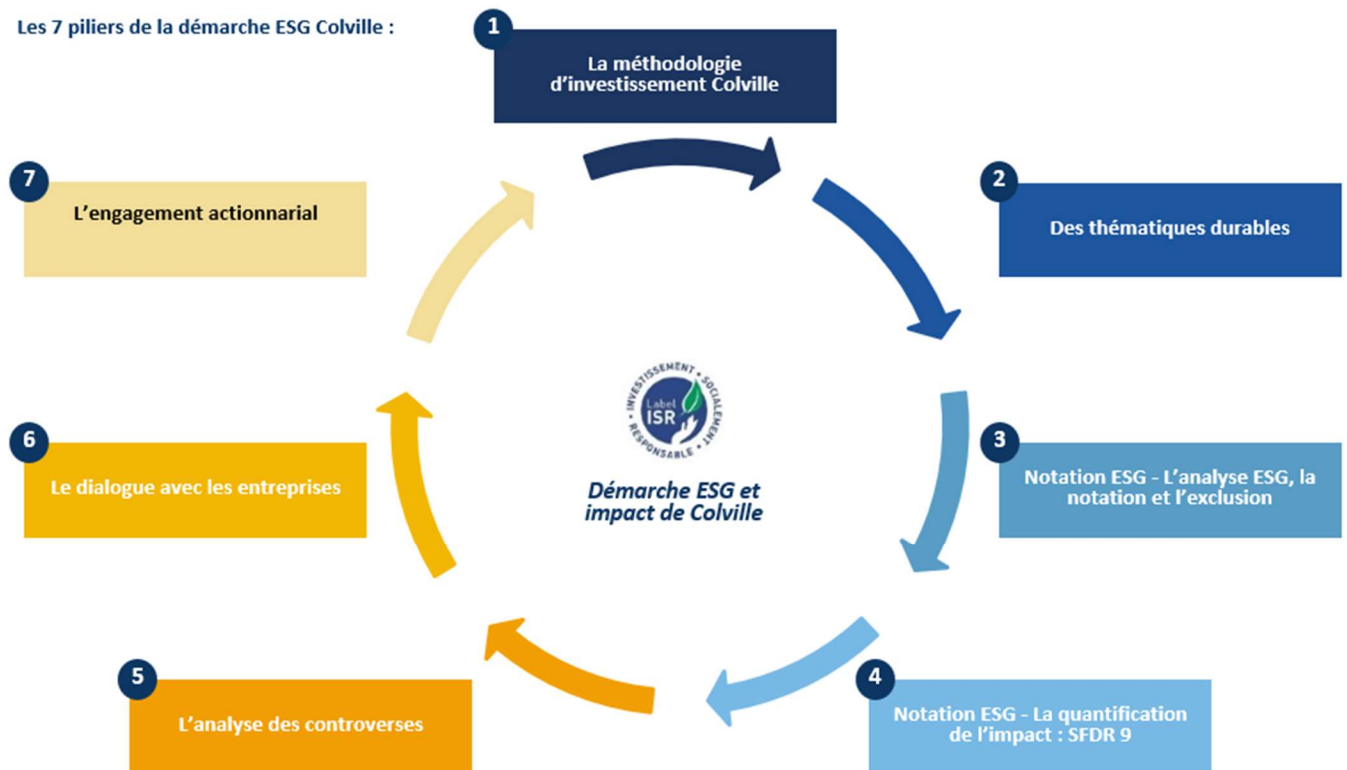 Les 7 piliers de la démarche ESG Colville :
1
La méthodologie
d'investissement Colville
2
Des thématiques durables
3
Notation ESG - L'analyse ESG, la
notation et l'exclusion
4
Notation ESG - La quantification
de l'impact : SFDR 9
5
L'analyse des controverses
6
Le dialogue avec les entreprises
7
L'engagement actionnarial
INVESTISSEMENT • SOCIALEMENT • RESPONSABLE •
Label
ISR
Démarche ESG et
impact de Colville